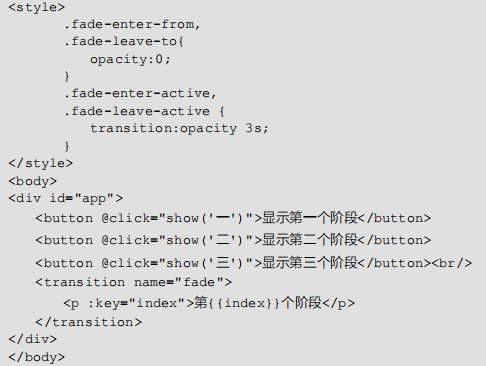 <style>
.fade-enter-from,
.fade-leave-to{
opacity:0;
}
.fade-enter-active,
.fade-leave-active {
transition:opacity 3s;
}
</style>
<body>
<div id="app">
<button @click="show('一')">显示第一个阶段</button>
<button @click="show('二')">显示第二个阶段</button>
<button @click="show('三')">显示第三个阶段</button><br/>
<transition name="fade">
<p :key="index">第{{index}}个阶段</p>
</transition>
</div>
</body>